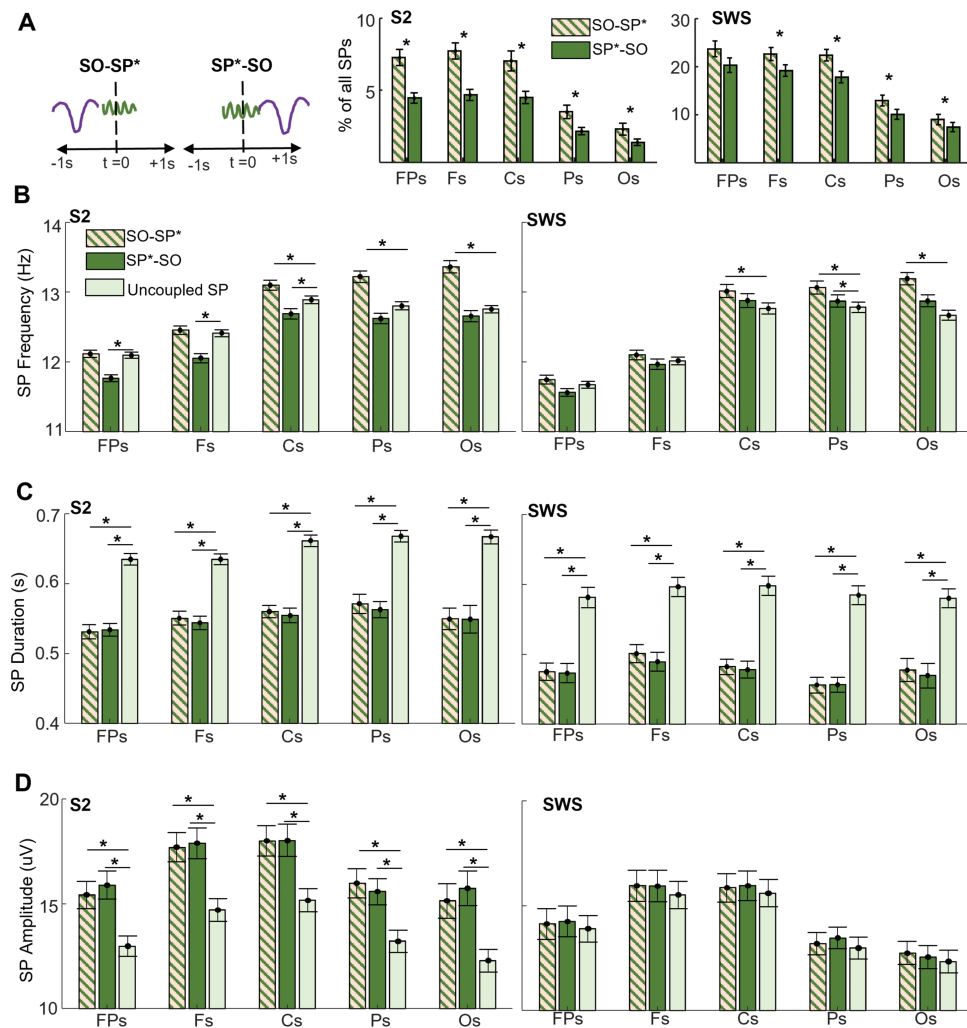 A
SO-SP*
SP*-SO
-1s
t =0
+1s
-1s
t =0
+1s
S2
SO-SP*
SP*-SO
% of all SPs
10
5
*
*
*
*
*
FPs
Fs
Cs
Ps
Os
SWS
30
20
10
*
*
*
*
FPs
Fs
Cs
Ps
Os
B
S2
SO-SP*
SP*-SO
Uncoupled SP
SP Frequency (Hz)
14
13
12
11
*
*
*
*
*
*
FPs
Fs
Cs
Ps
Os
SWS
*
*
*
*
FPs
Fs
Cs
Ps
Os
C
S2
SP Duration (s)
0.7
0.6
0.5
0.4
*
*
*
*
*
*
*
*
*
*
FPs
Fs
Cs
Ps
Os
SWS
*
*
*
*
*
*
*
*
*
*
FPs
Fs
Cs
Ps
Os
D
S2
SP Amplitude (uV)
20
15
10
*
*
*
*
*
*
*
*
*
*
FPs
Fs
Cs
Ps
Os
SWS
FPs
Fs
Cs
Ps
Os